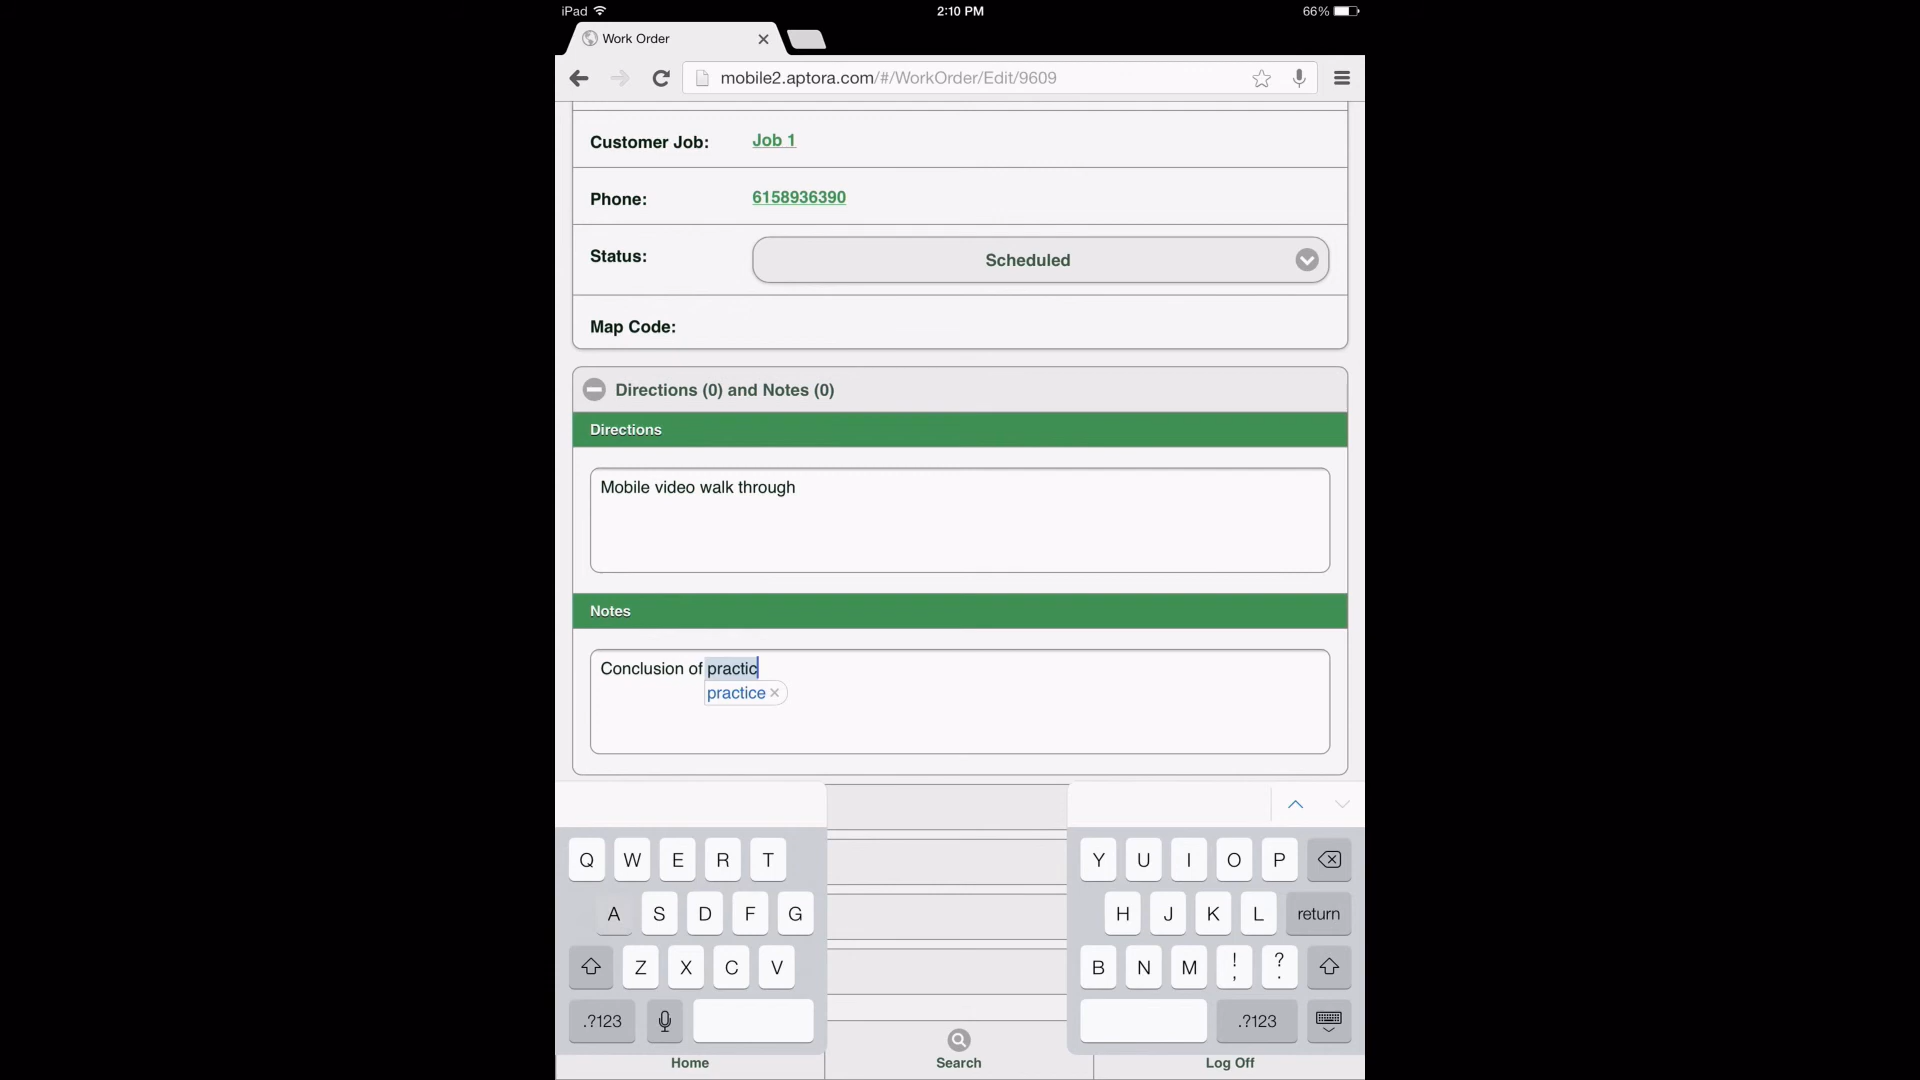 iPad 2:10 PM 66%
Work Order
mobile2.aptora.com/#/WorkOrder/Edit/9609
Customer Job: Job 1
Phone: 6158936390
Status: Scheduled
Map Code:
Directions (0) and Notes (0)
Directions
Mobile video walk through
Notes
Conclusion of practic
practice ×
Q W E R T Y U I O P
A S D F G H J K L return
Z X C V B N M ! , ? .
.?123 .?123
Home Search Log Off